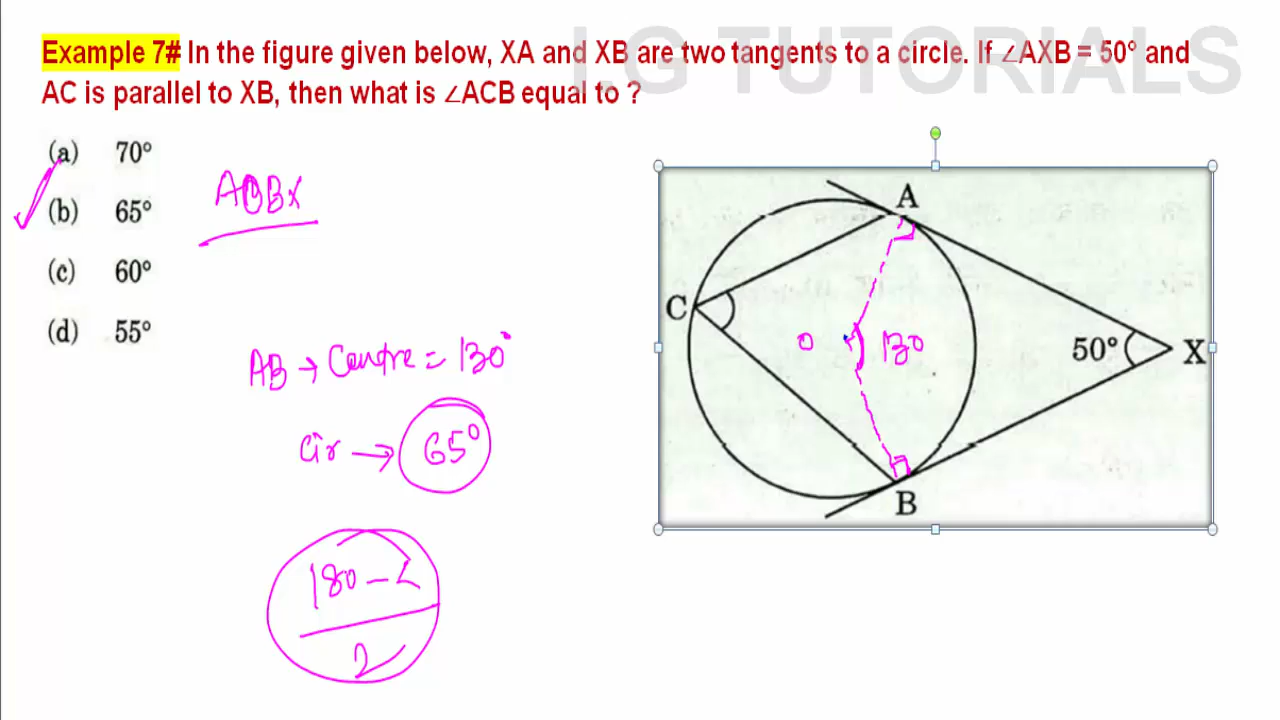 Example 7# In the figure given below, XA and XB are two tangents to a circle. If ∠AXB = 50° and
AC is parallel to XB, then what is ∠ACB equal to ?
I.G TUTORIALS
(a) 70°
(b) 65°
(c) 60°
(d) 55°
AOBX
AB → Centre = 130°
Cir → 65°
180 - ∠
2
A
C
O
130
50°
X
B